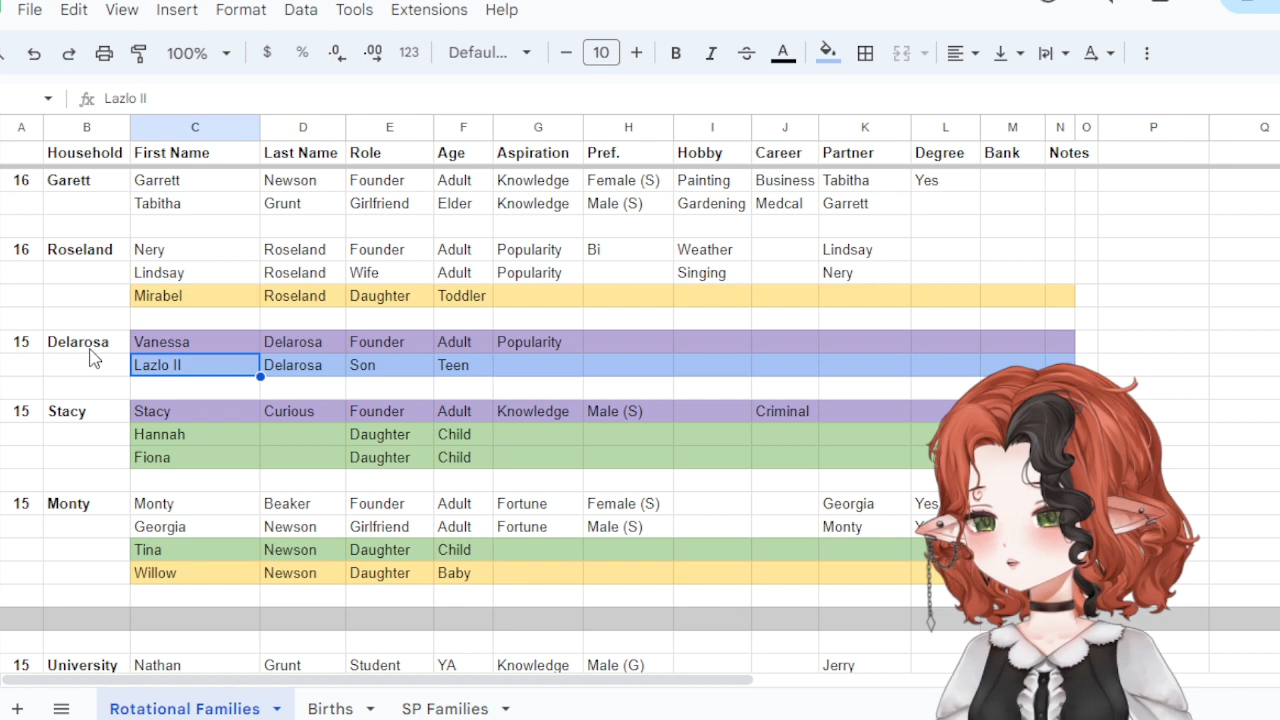 File Edit View Insert Format Data Tools Extensions Help
100% $ % .0 .00 123 Defaul... − 10 + B I A A
fx Lazlo II
A B C D E F G H I J K L M N O P Q
Household First Name Last Name Role Age Aspiration Pref. Hobby Career Partner Degree Bank Notes
16 Garett Garrett Newson Founder Adult Knowledge Female (S) Painting Business Tabitha Yes
Tabitha Grunt Girlfriend Elder Knowledge Male (S) Gardening Medcal Garrett
16 Roseland Nery Roseland Founder Adult Popularity Bi Weather Lindsay
Lindsay Roseland Wife Adult Popularity Singing Nery
Mirabel Roseland Daughter Toddler
15 Delarosa Vanessa Delarosa Founder Adult Popularity
Lazlo II Delarosa Son Teen
15 Stacy Stacy Curious Founder Adult Knowledge Male (S) Criminal
Hannah Daughter Child
Fiona Daughter Child
15 Monty Monty Beaker Founder Adult Fortune Female (S) Georgia Yes
Georgia Newson Girlfriend Adult Fortune Male (S) Monty
Tina Newson Daughter Child
Willow Newson Daughter Baby
15 University Nathan Grunt Student YA Knowledge Male (G) Jerry
+ Rotational Families Births SP Families